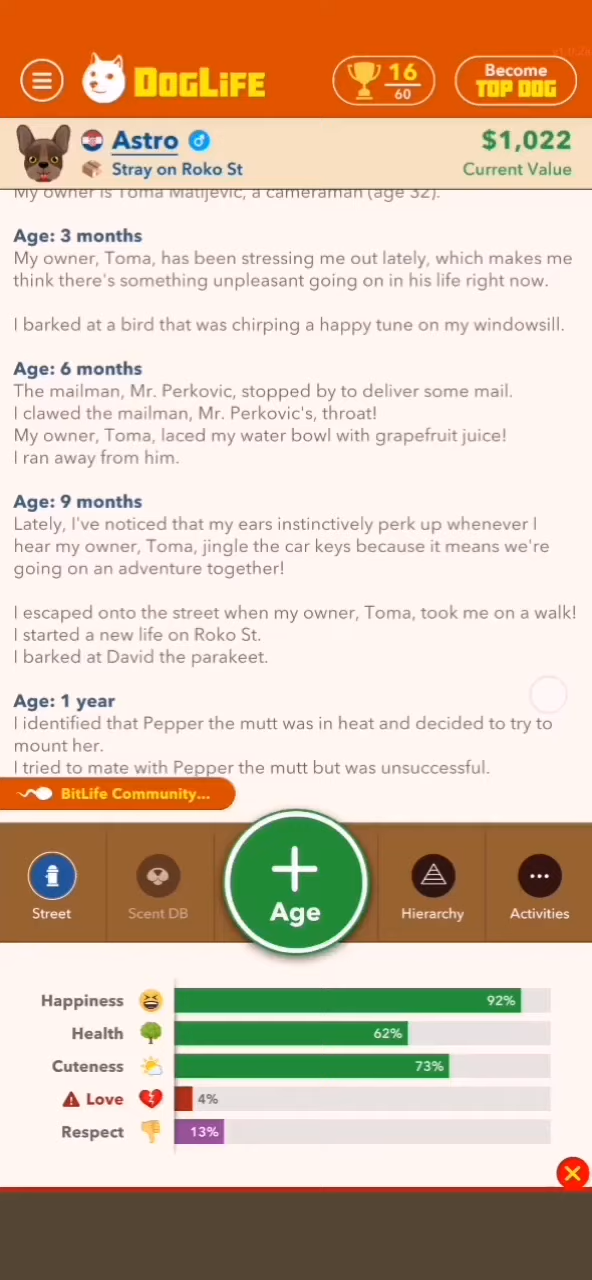 DOGLIFE
16
60
Become
TOP DOG
Astro
Stray on Roko St
$1,022
Current Value
My owner is Toma Matijevic, a cameraman (age 32).
Age: 3 months
My owner, Toma, has been stressing me out lately, which makes me
think there's something unpleasant going on in his life right now.
I barked at a bird that was chirping a happy tune on my windowsill.
Age: 6 months
The mailman, Mr. Perkovic, stopped by to deliver some mail.
I clawed the mailman, Mr. Perkovic's, throat!
My owner, Toma, laced my water bowl with grapefruit juice!
I ran away from him.
Age: 9 months
Lately, I've noticed that my ears instinctively perk up whenever I
hear my owner, Toma, jingle the car keys because it means we're
going on an adventure together!
I escaped onto the street when my owner, Toma, took me on a walk!
I started a new life on Roko St.
I barked at David the parakeet.
Age: 1 year
I identified that Pepper the mutt was in heat and decided to try to
mount her.
I tried to mate with Pepper the mutt but was unsuccessful.
BitLife Community...
Street
Scent DB
Age
Hierarchy
Activities
Happiness 92%
Health 62%
Cuteness 73%
Love 4%
Respect 13%